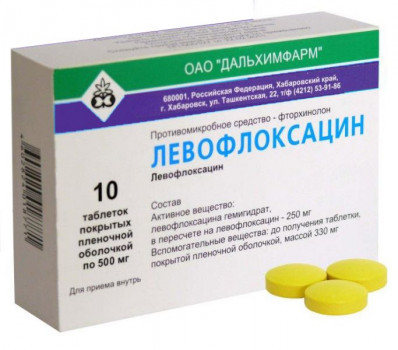 ОАО "ДАЛЬХИМФАРМ"
680001, Российская Федерация, Хабаровский край,
г. Хабаровск, ул. Ташкентская, 22, т/ф (4212) 53-91-86
Противомикробное средство - фторхинолон
ЛЕВОФЛОКСАЦИН
Левофлоксацин
Состав
Активное вещество:
левофлоксацина гемигидрат,
в пересчете на левофлоксацин - 250 мг
Вспомогательные вещества: до получения таблетки,
покрытой пленочной оболочкой, массой 330 мг
10
таблеток
покрытых
пленочной
оболочкой
по 500 мг
Для приема внутрь